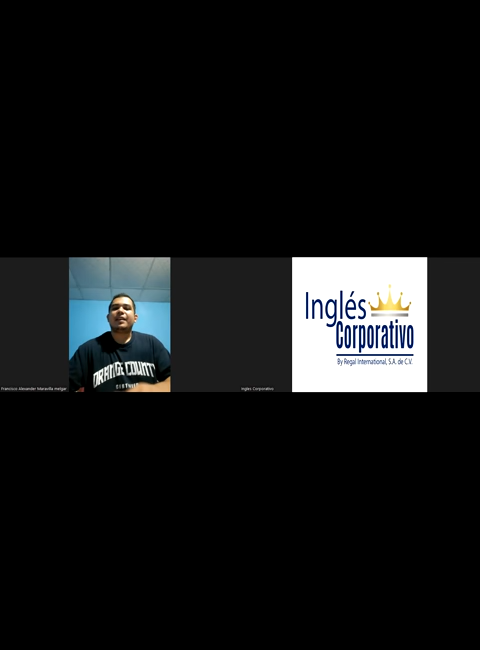 Inglés
Corporativo
By Regal International, S.A. de C.V.
ORANGE COUNTY
Francisco Alexander Maravilla melgar
Ingles Corporativo